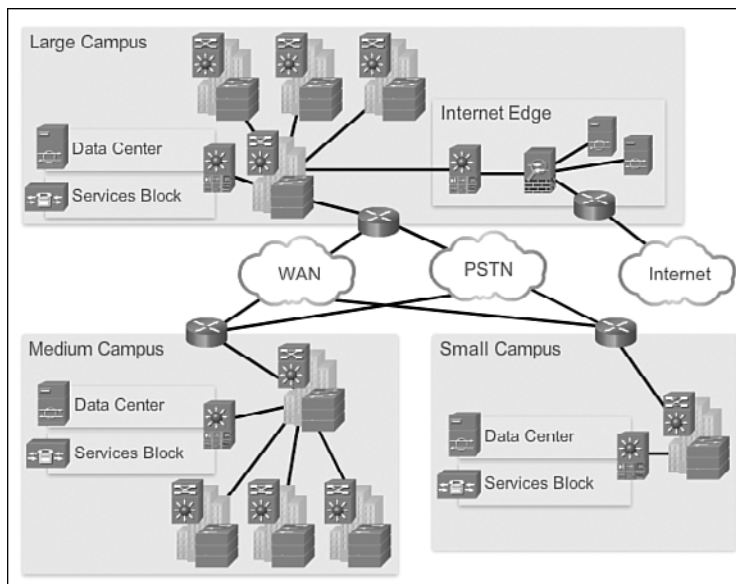 Large Campus
Internet Edge
Data Center
Services Block
WAN
PSTN
Internet
Medium Campus
Small Campus
Data Center
Data Center
Services Block
Services Block